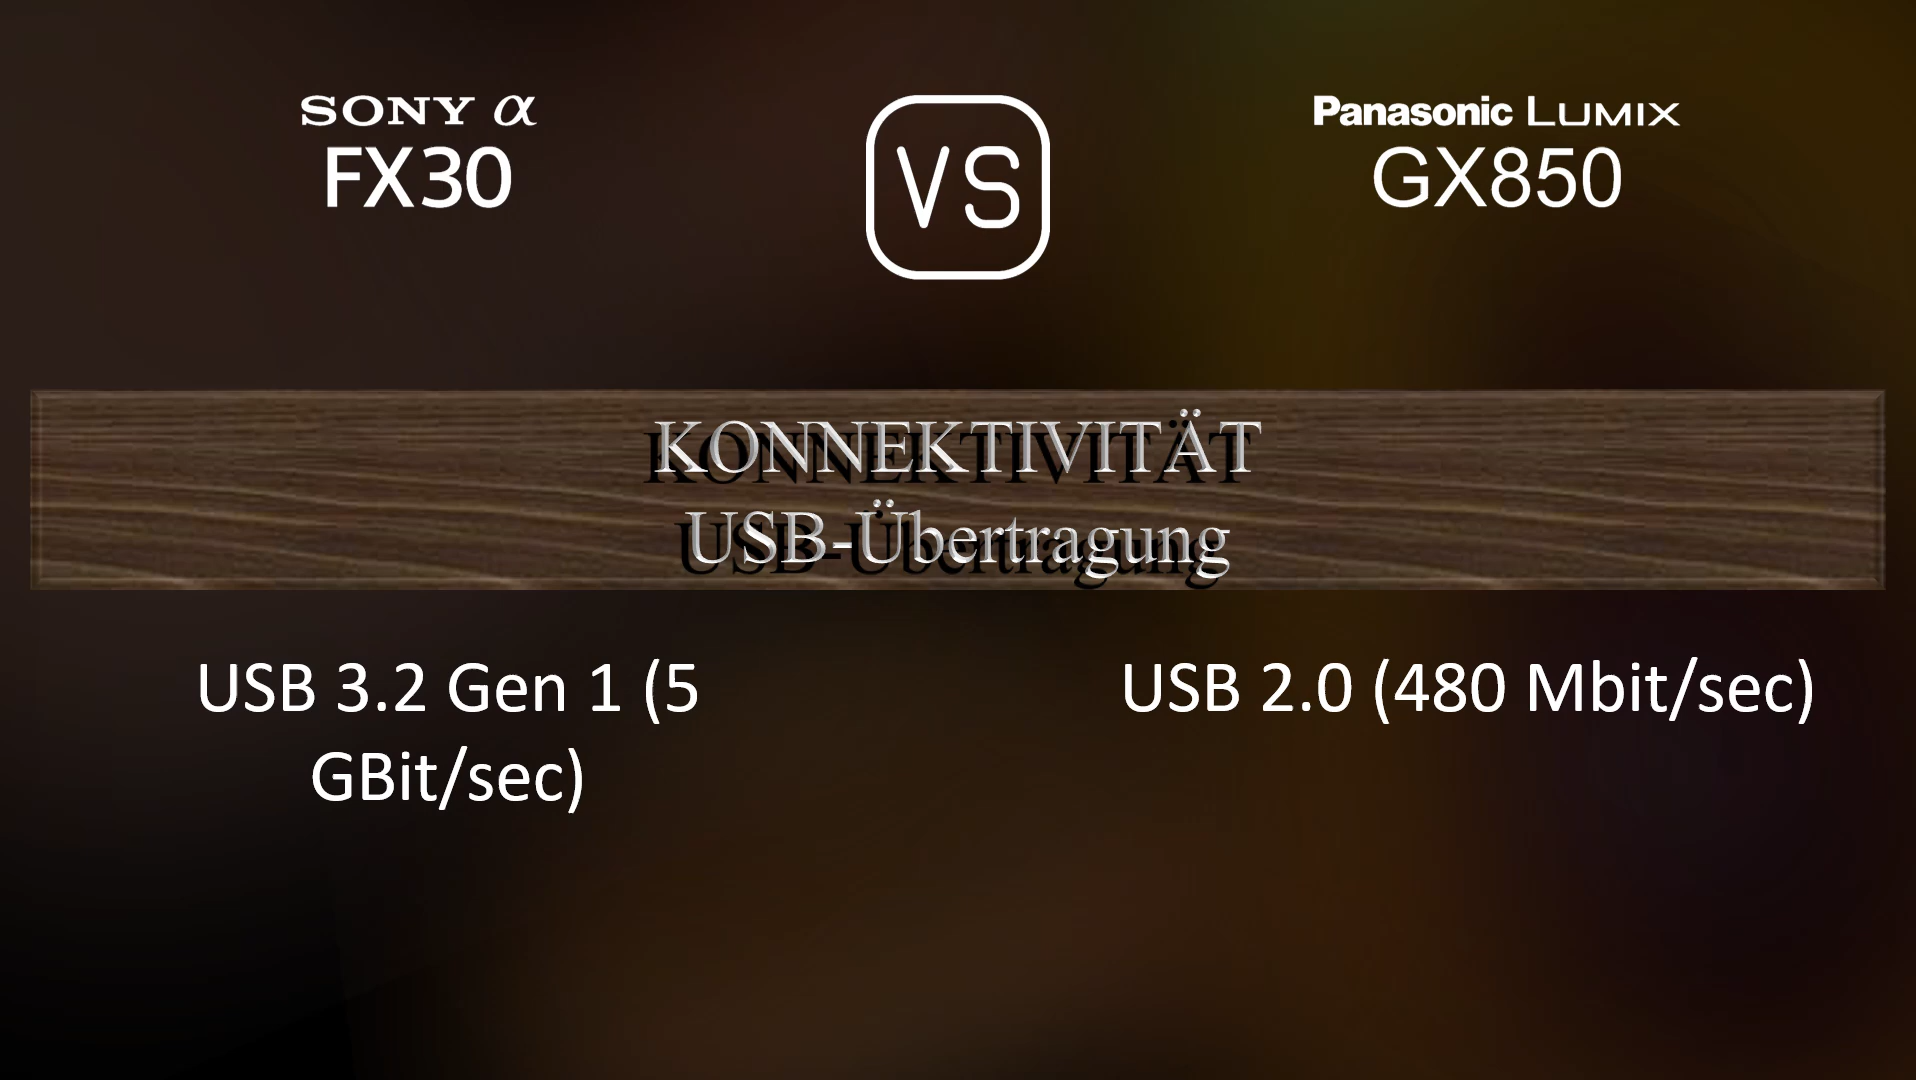 SONY α
FX30
VS
Panasonic LUMIX
GX850
KONNEKTIVITÄT
USB-Übertragung
USB 3.2 Gen 1 (5
GBit/sec)
USB 2.0 (480 Mbit/sec)